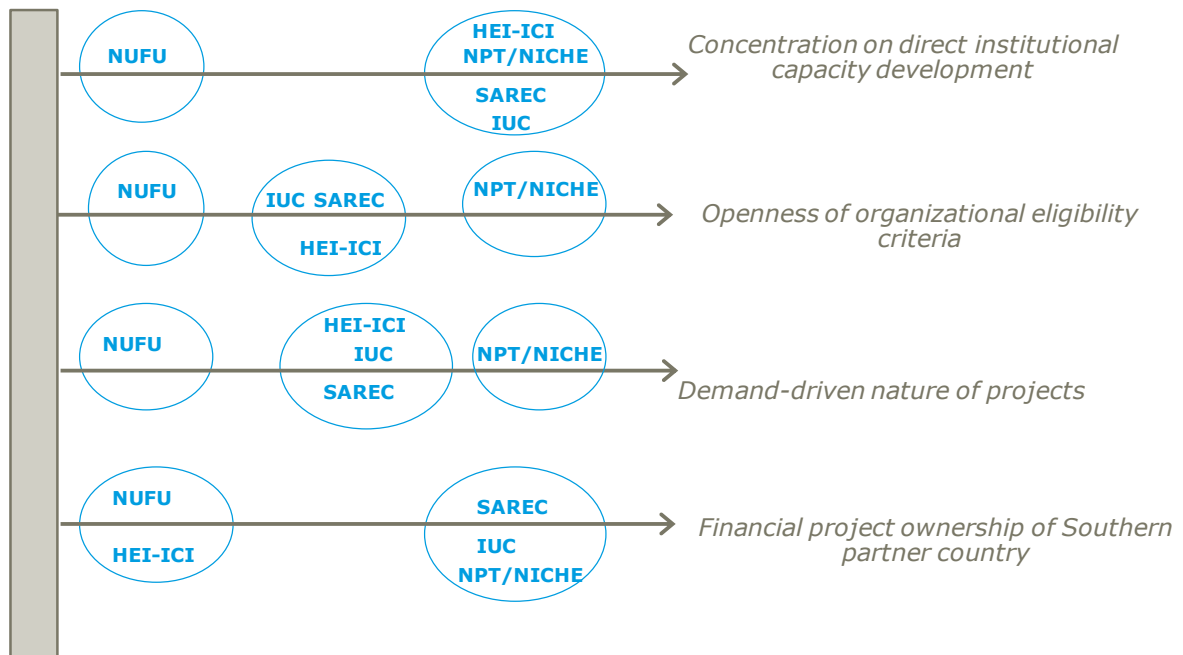 NUFU
HEI-ICI
NPT/NICHE
SAREC
IUC
Concentration on direct institutional
capacity development
NUFU
IUC SAREC
HEI-ICI
NPT/NICHE
Openness of organizational eligibility
criteria
NUFU
HEI-ICI
IUC
SAREC
NPT/NICHE
Demand-driven nature of projects
NUFU
HEI-ICI
SAREC
IUC
NPT/NICHE
Financial project ownership of Southern
partner country